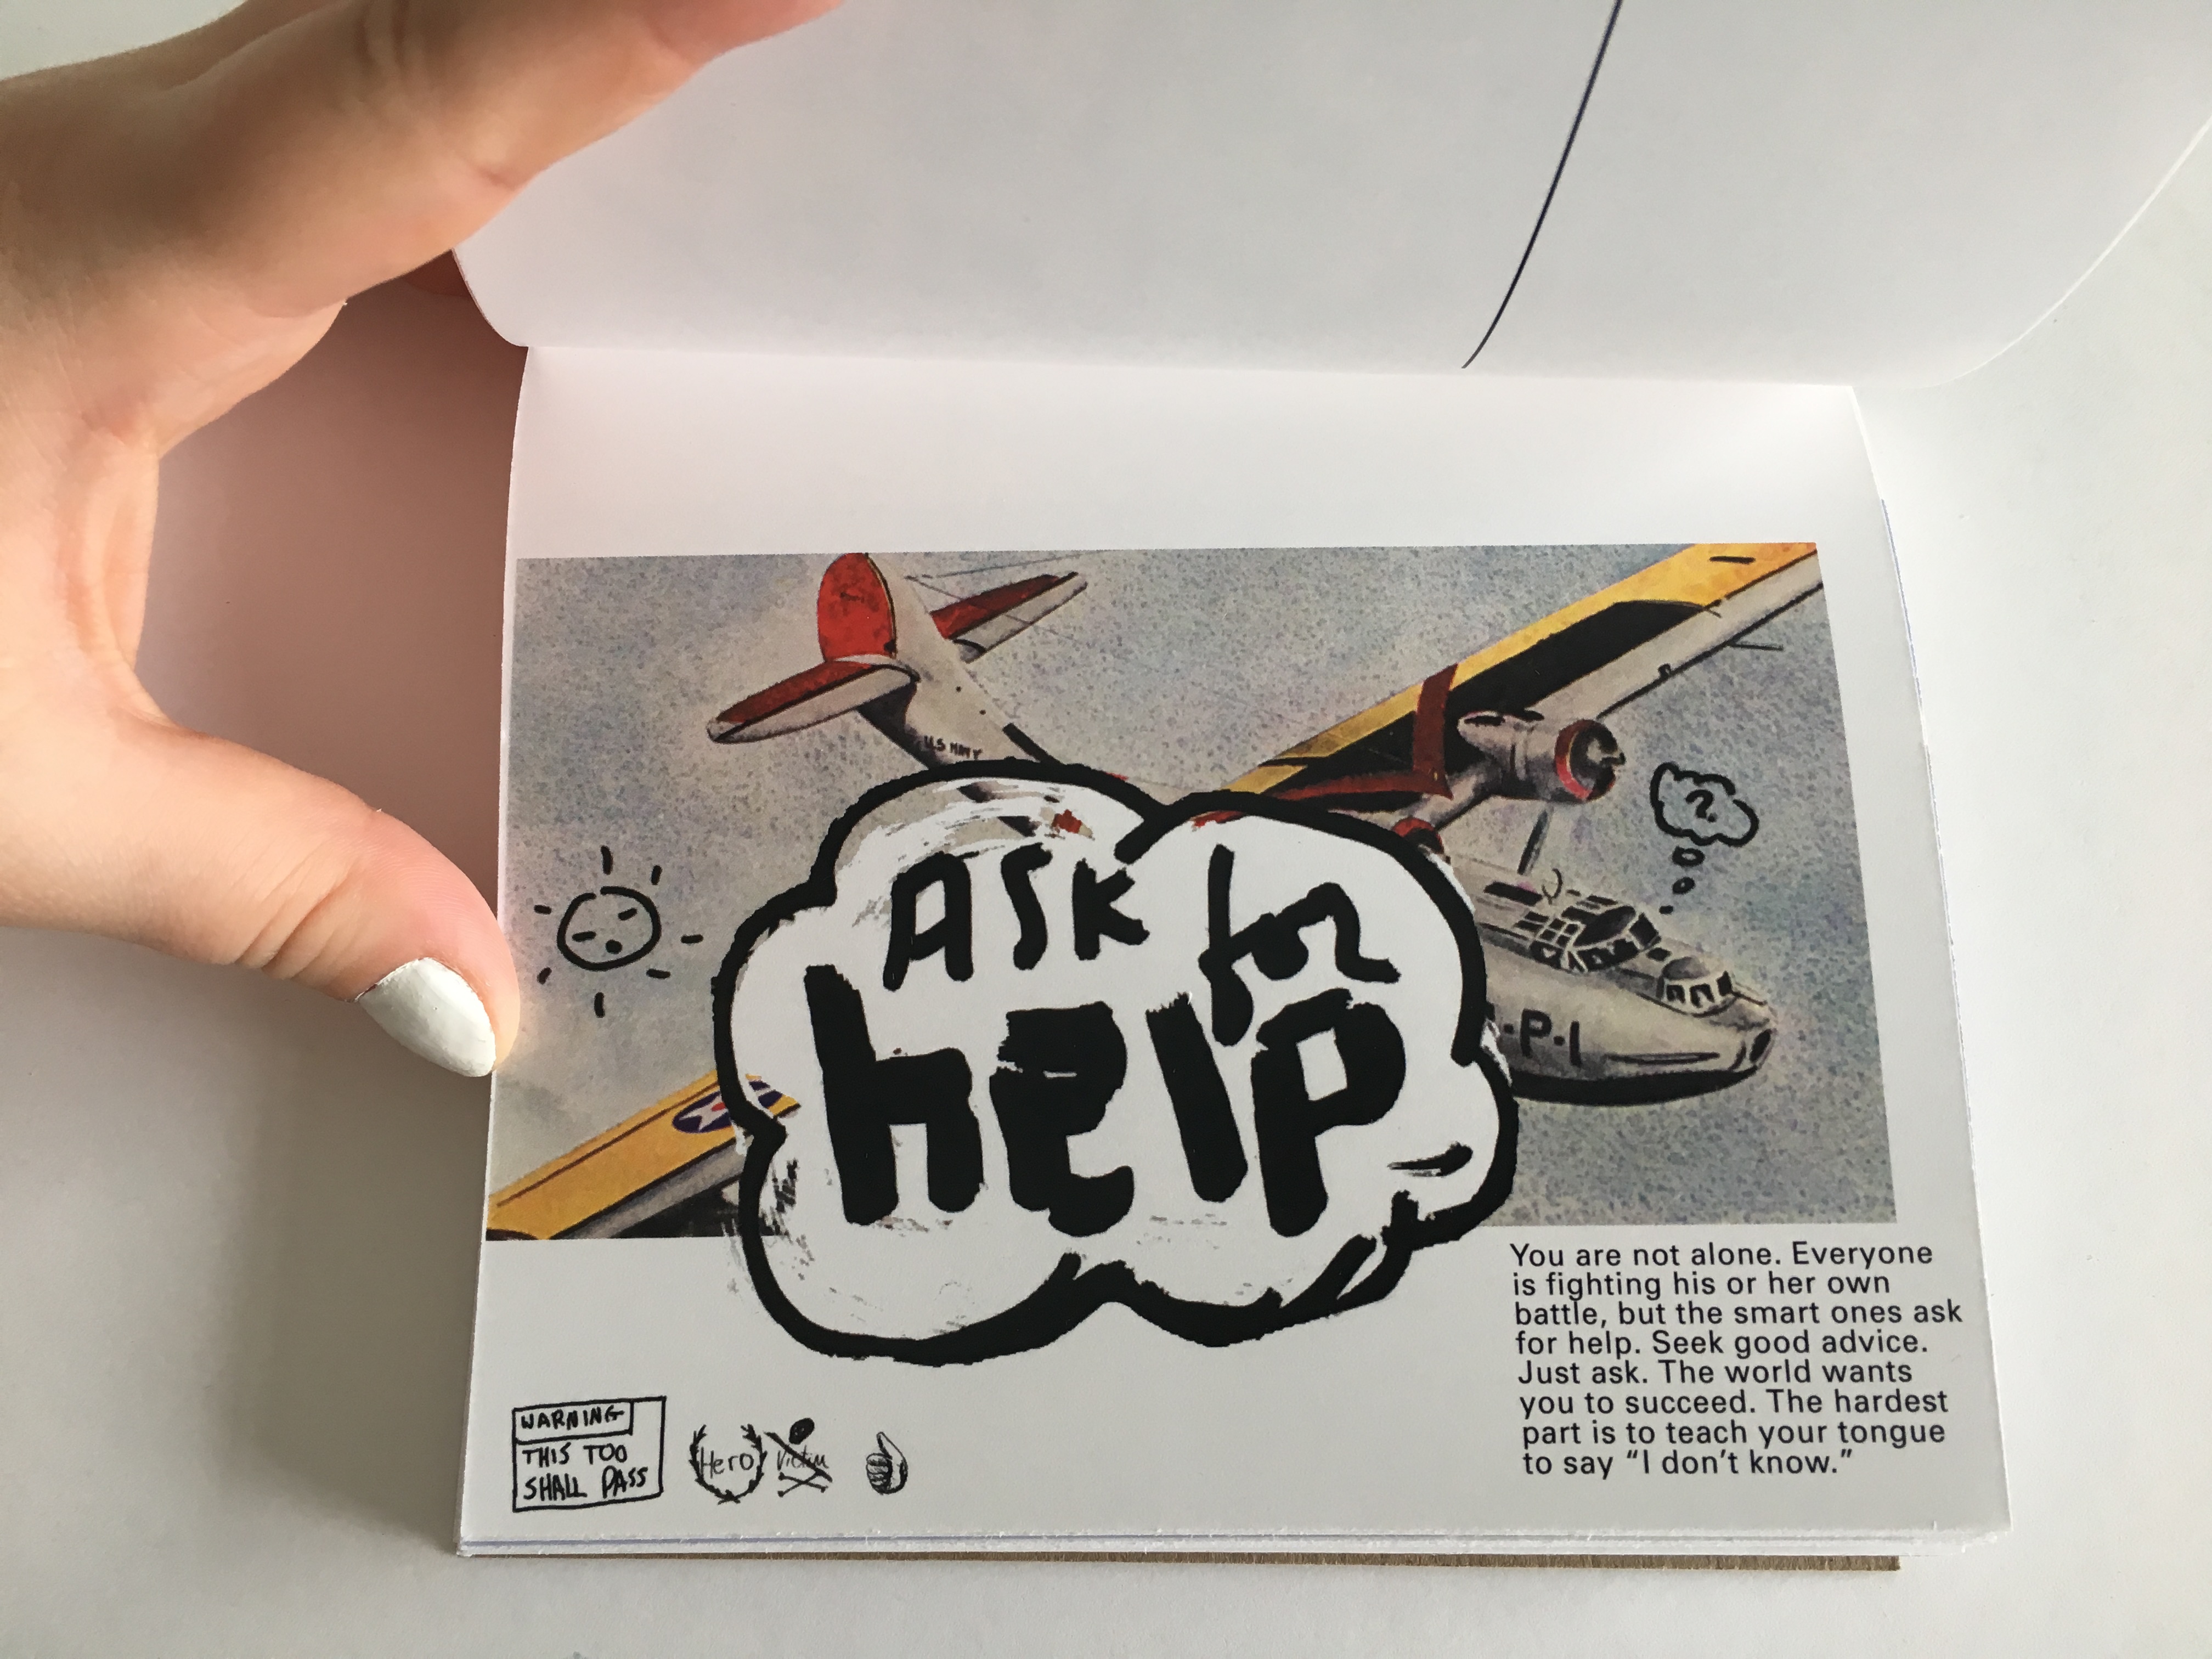 U.S NAVY
?
ASK for
help
-P-1
You are not alone. Everyone
is fighting his or her own
battle, but the smart ones ask
for help. Seek good advice.
Just ask. The world wants
you to succeed. The hardest
part is to teach your tongue
to say “I don’t know.”
WARNING
THIS TOO
SHALL PASS
Hero
Victim